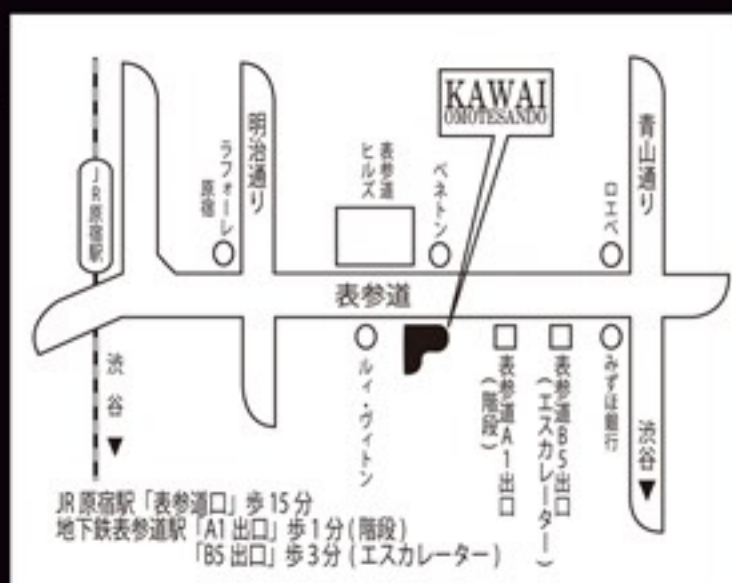 KAWAI
OMOTESANDO
JR原宿駅
ラフォーレ
原宿
明治通り
表参道
ヒルズ
ベネトン
ロエベ
青山通り
表参道
渋谷▼
ルイ・ヴィトン
表参道A1出口
(階段)
表参道B5出口
(エスカレーター)
みずほ銀行
渋谷▼
JR原宿駅「表参道口」歩15分
地下鉄表参道駅「A1出口」歩1分(階段)
「B5出口」歩3分(エスカレーター)